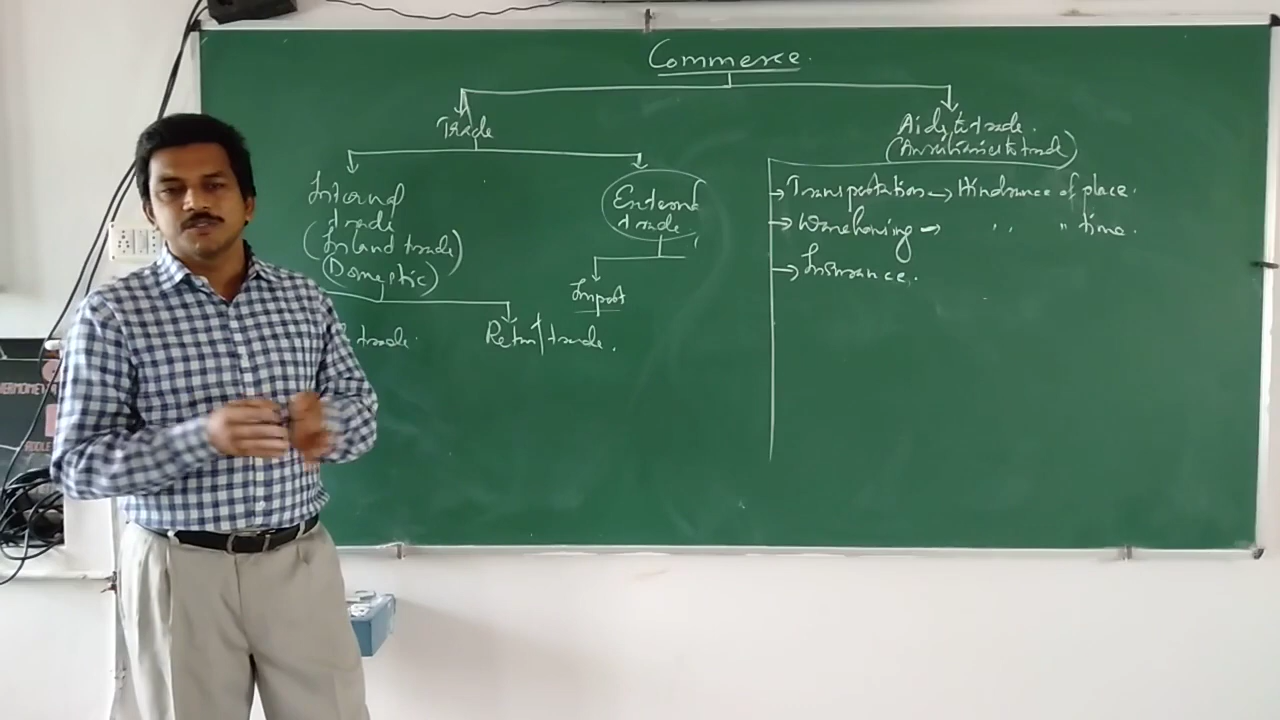 Commerce.
Trade
Aids to trade.
(Auxiliaries to trade)
Internal
trade
(Inland trade)
(Domestic)
External
trade
Import
trade.
Retail trade.
→ Transportation → Hindrance of place.
→ Warehousing → " " time.
→ Insurance.